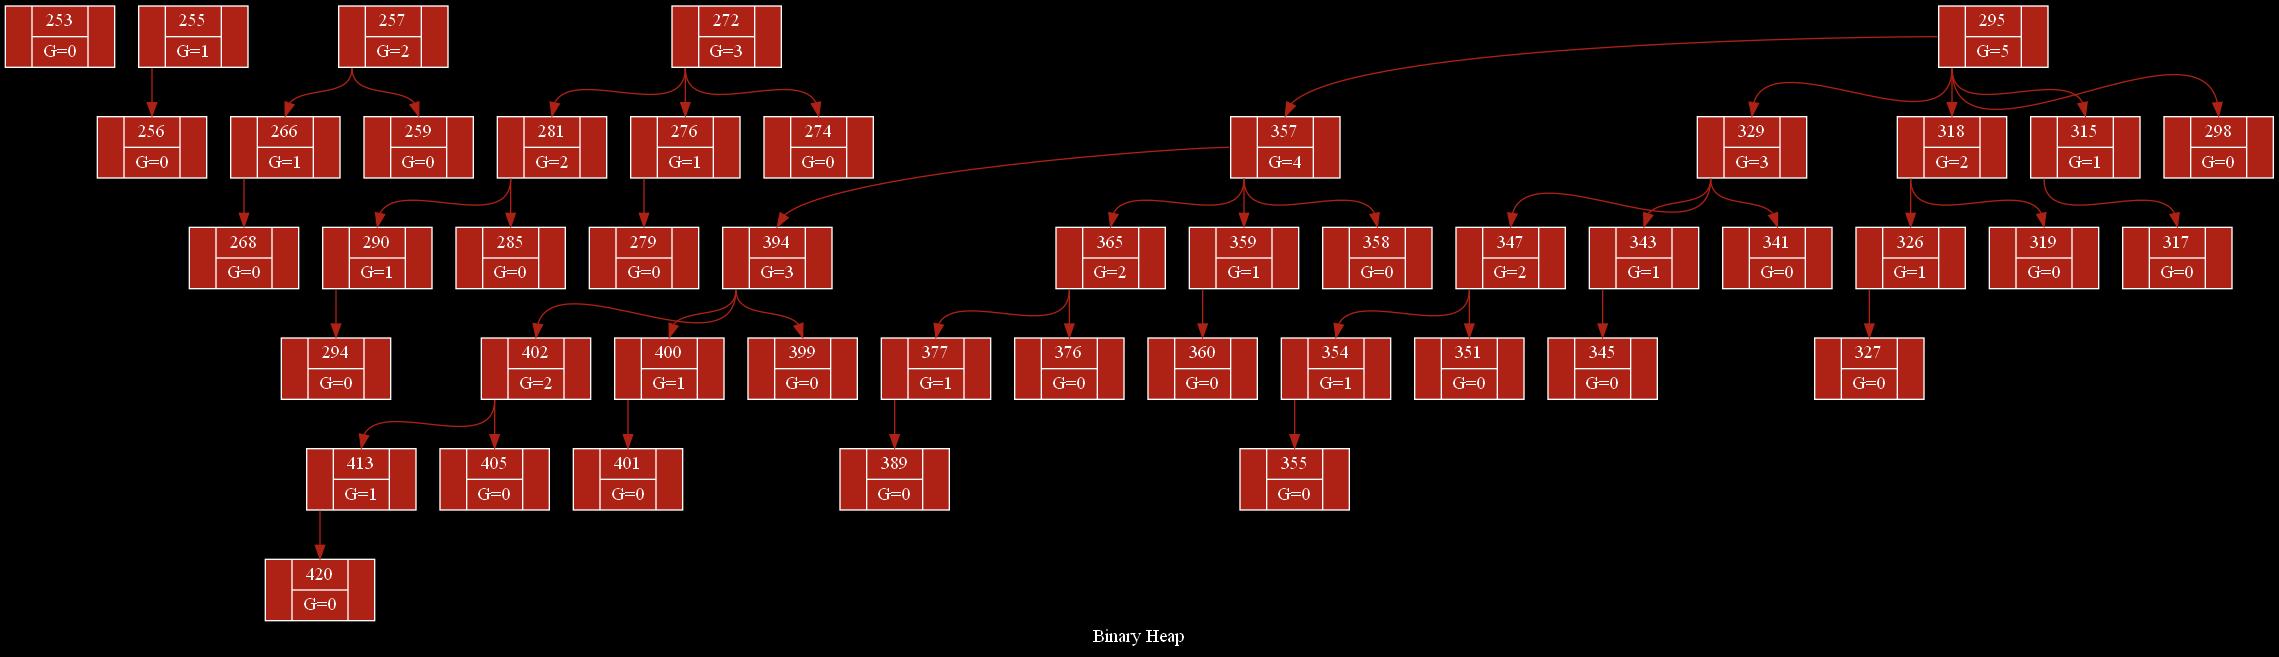 253
G=0
255
G=1
257
G=2
272
G=3
295
G=5
256
G=0
266
G=1
259
G=0
281
G=2
276
G=1
274
G=0
357
G=4
329
G=3
318
G=2
315
G=1
298
G=0
268
G=0
290
G=1
285
G=0
279
G=0
394
G=3
365
G=2
359
G=1
358
G=0
347
G=2
343
G=1
341
G=0
326
G=1
319
G=0
317
G=0
294
G=0
402
G=2
400
G=1
399
G=0
377
G=1
376
G=0
360
G=0
354
G=1
351
G=0
345
G=0
327
G=0
413
G=1
405
G=0
401
G=0
389
G=0
355
G=0
420
G=0
Binary Heap